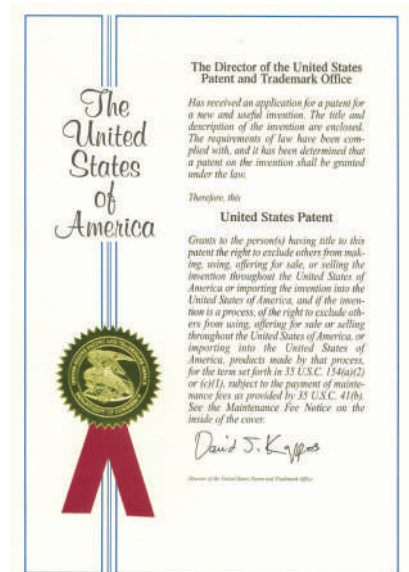 The
United
States
of
America
The Director of the United States
Patent and Trademark Office
Has received an application for a patent for
a new and useful invention. The title and
description of the invention are enclosed.
The requirements of law have been com-
plied with, and it has been determined that
a patent on the invention shall be granted
under the law.
Therefore, this
United States Patent
Grants to the person(s) having title to this
patent the right to exclude others from mak-
ing, using, offering for sale, or selling the
invention throughout the United States of
America or importing the invention into the
United States of America, and if the inven-
tion is a process, of the right to exclude oth-
ers from using, offering for sale or selling
throughout the United States of America, or
importing into the United States of
America, products made by that process,
for the term set forth in 35 U.S.C. 154(a)(2)
or (c)(1), subject to the payment of mainte-
nance fees as provided by 35 U.S.C. 41(b).
See the Maintenance Fee Notice on the
inside of the cover.
David J. Kappos
Director of the United States Patent and Trademark Office